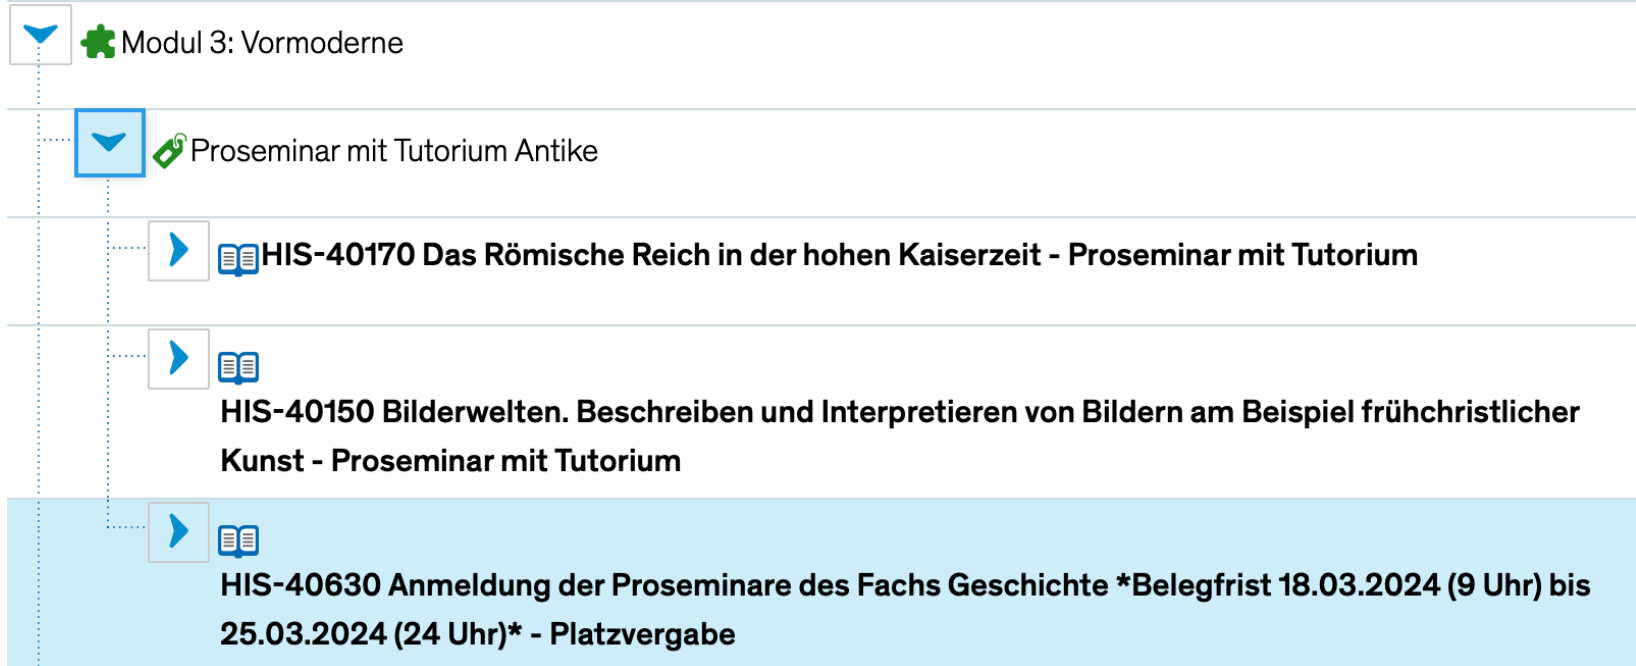 Modul 3: Vormoderne
Proseminar mit Tutorium Antike
HIS-40170 Das Römische Reich in der hohen Kaiserzeit - Proseminar mit Tutorium
HIS-40150 Bilderwelten. Beschreiben und Interpretieren von Bildern am Beispiel frühchristlicher
Kunst - Proseminar mit Tutorium
HIS-40630 Anmeldung der Proseminare des Fachs Geschichte *Belegfrist 18.03.2024 (9 Uhr) bis
25.03.2024 (24 Uhr)* - Platzvergabe